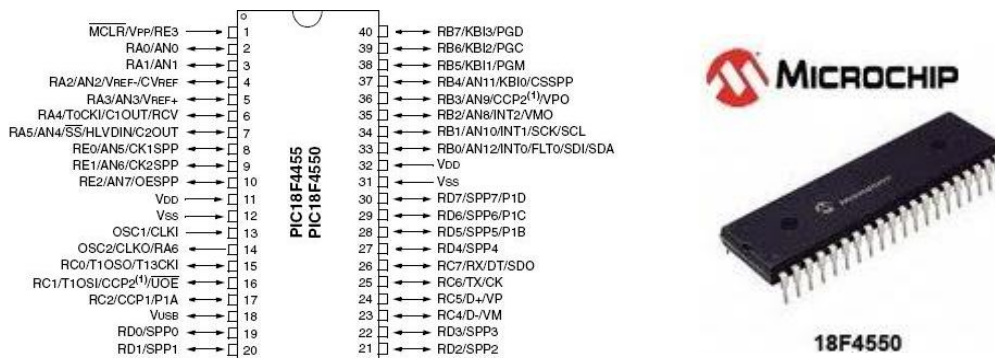 MCLR/VPP/RE3 1
RA0/AN0 2
RA1/AN1 3
RA2/AN2/VREF-/CVREF 4
RA3/AN3/VREF+ 5
RA4/T0CKI/C1OUT/RCV 6
RA5/AN4/SS/HLVDIN/C2OUT 7
RE0/AN5/CK1SPP 8
RE1/AN6/CK2SPP 9
RE2/AN7/OESPP 10
VDD 11
VSS 12
OSC1/CLKI 13
OSC2/CLKO/RA6 14
RC0/T1OSO/T13CKI 15
RC1/T1OSI/CCP2(1)/UOE 16
RC2/CCP1/P1A 17
VUSB 18
RD0/SPP0 19
RD1/SPP1 20
PIC18F4455
PIC18F4550
40 RB7/KBI3/PGD
39 RB6/KBI2/PGC
38 RB5/KBI1/PGM
37 RB4/AN11/KBI0/CSSPP
36 RB3/AN9/CCP2(1)/VPO
35 RB2/AN8/INT2/VMO
34 RB1/AN10/INT1/SCK/SCL
33 RB0/AN12/INT0/FLT0/SDI/SDA
32 VDD
31 VSS
30 RD7/SPP7/P1D
29 RD6/SPP6/P1C
28 RD5/SPP5/P1B
27 RD4/SPP4
26 RC7/RX/DT/SDO
25 RC6/TX/CK
24 RC5/D+/VP
23 RC4/D-/VM
22 RD3/SPP3
21 RD2/SPP2
MICROCHIP
MICROCHIP
18F4550